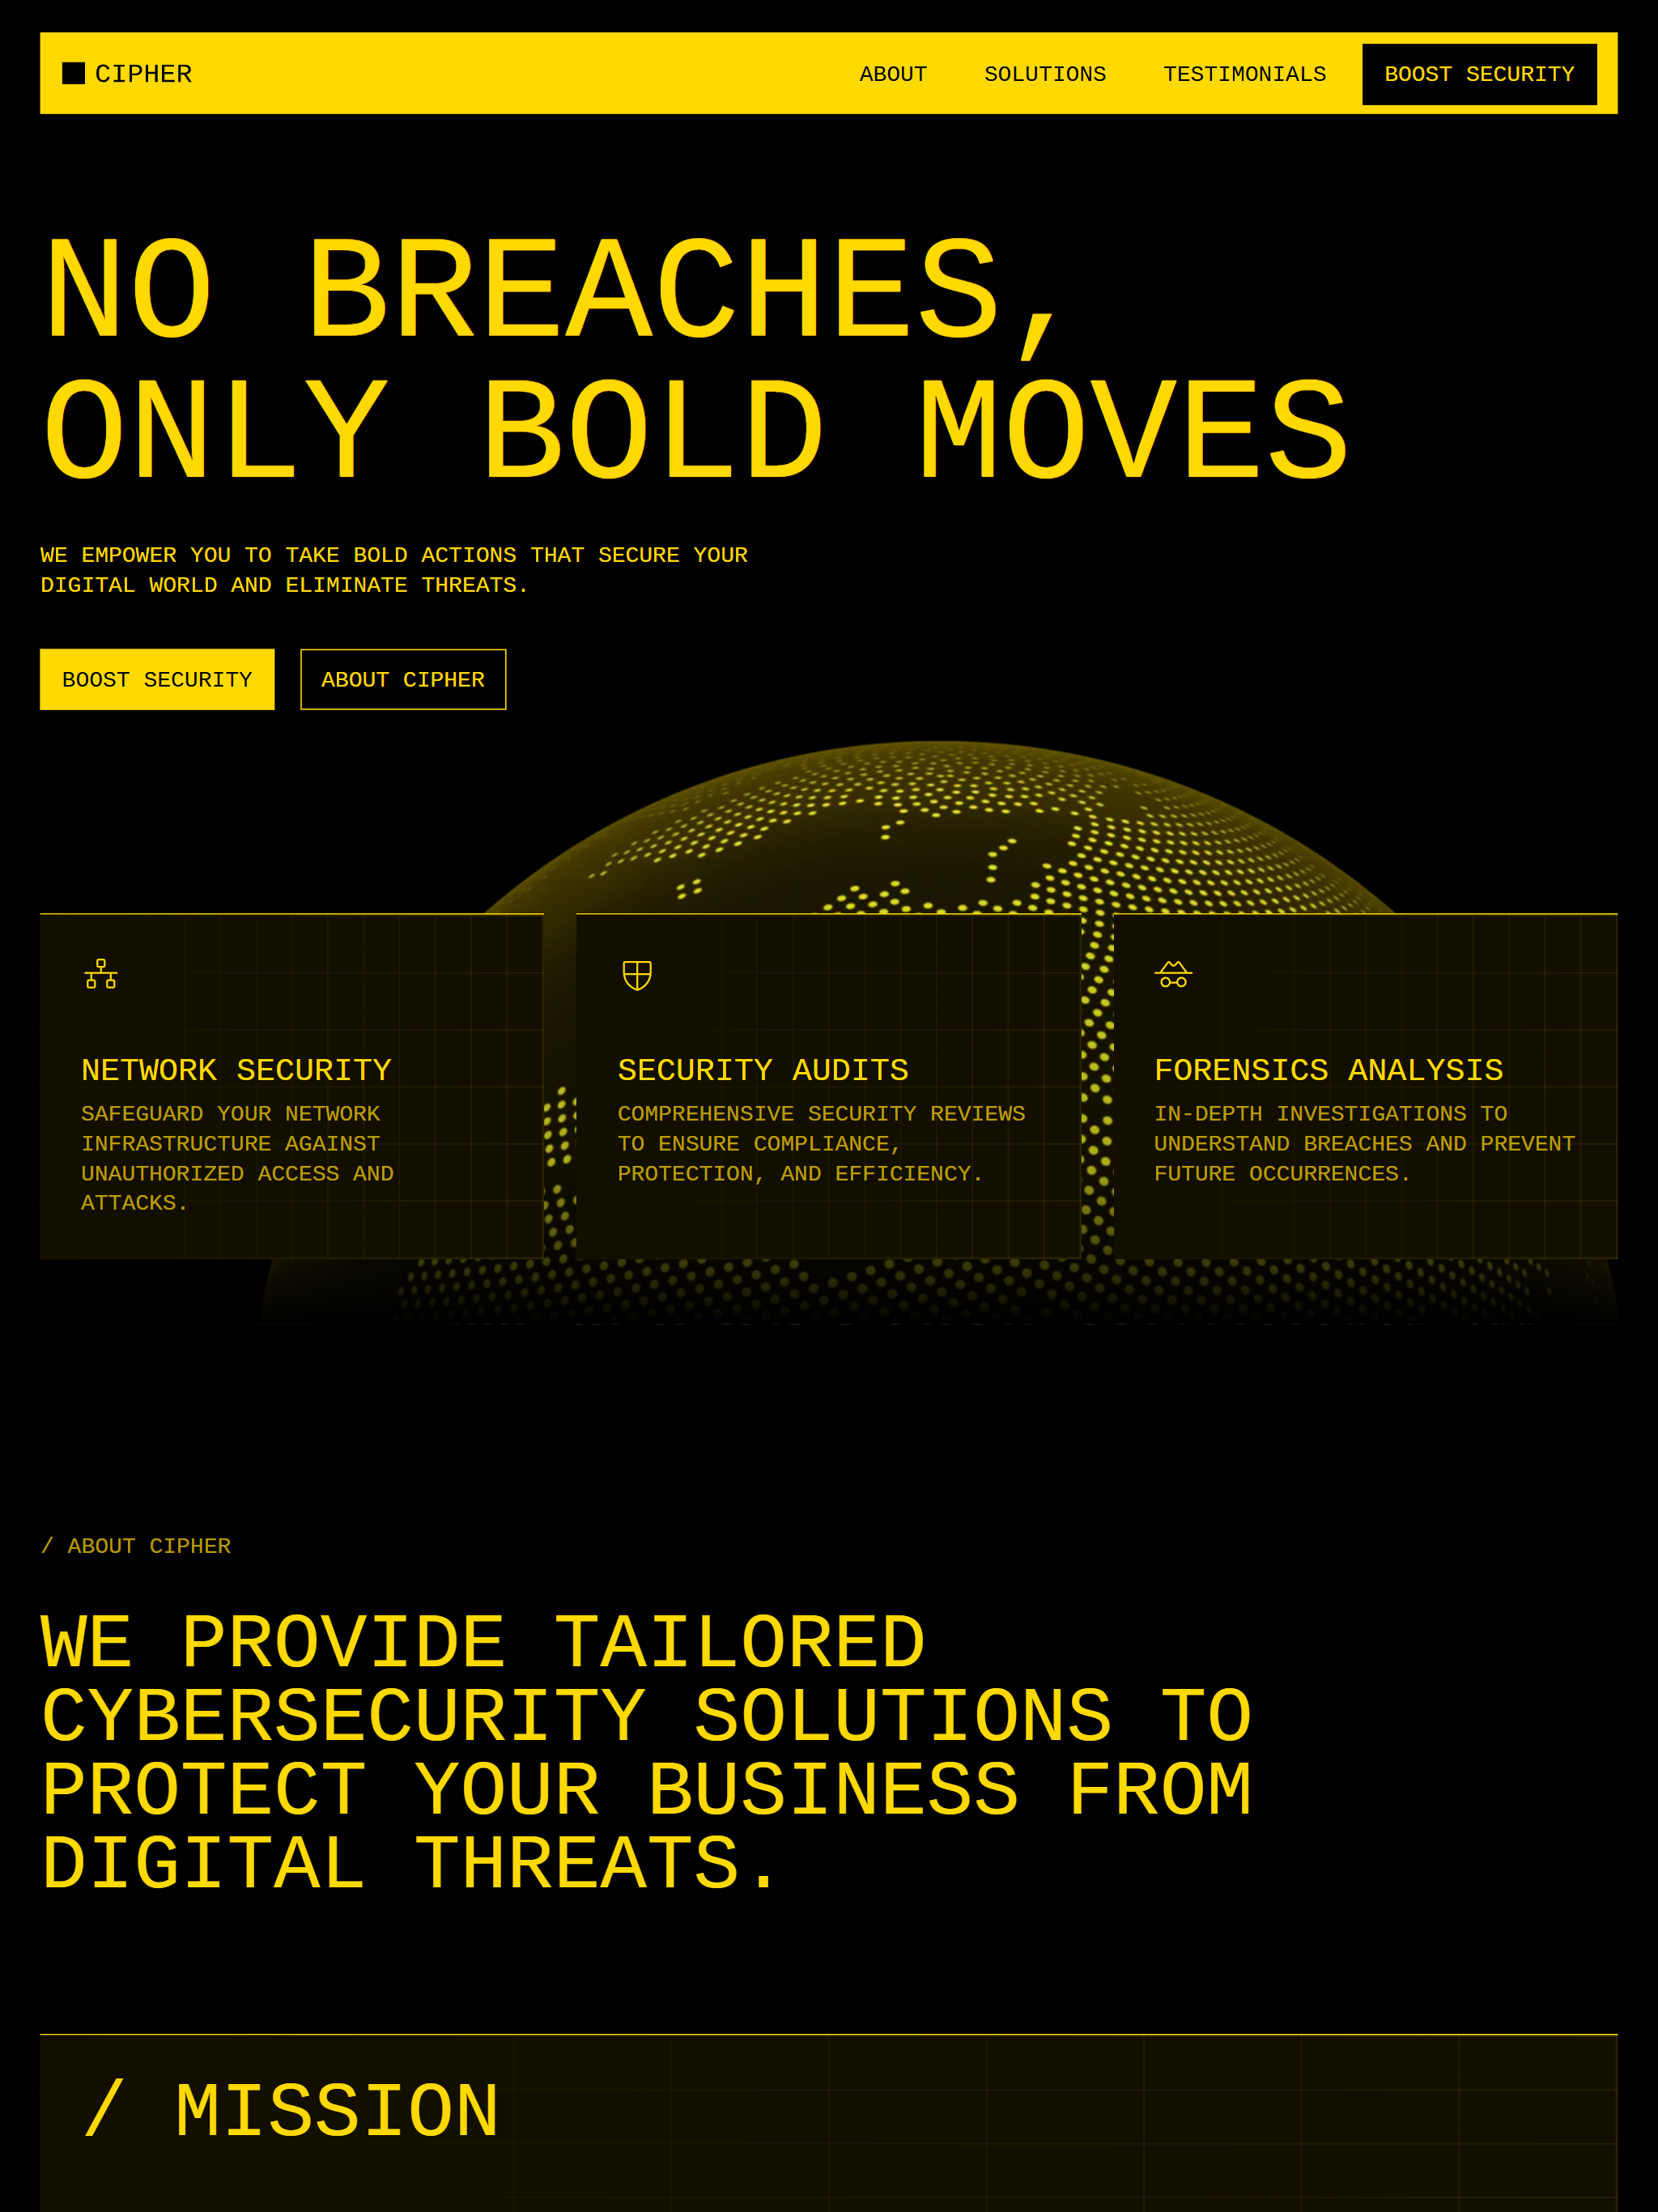 CIPHER
ABOUT
SOLUTIONS
TESTIMONIALS
BOOST SECURITY
NO BREACHES,
ONLY BOLD MOVES
WE EMPOWER YOU TO TAKE BOLD ACTIONS THAT SECURE YOUR
DIGITAL WORLD AND ELIMINATE THREATS.
BOOST SECURITY
ABOUT CIPHER
NETWORK SECURITY
SAFEGUARD YOUR NETWORK
INFRASTRUCTURE AGAINST
UNAUTHORIZED ACCESS AND
ATTACKS.
SECURITY AUDITS
COMPREHENSIVE SECURITY REVIEWS
TO ENSURE COMPLIANCE,
PROTECTION, AND EFFICIENCY.
FORENSICS ANALYSIS
IN-DEPTH INVESTIGATIONS TO
UNDERSTAND BREACHES AND PREVENT
FUTURE OCCURRENCES.
/ ABOUT CIPHER
WE PROVIDE TAILORED
CYBERSECURITY SOLUTIONS TO
PROTECT YOUR BUSINESS FROM
DIGITAL THREATS.
/ MISSION